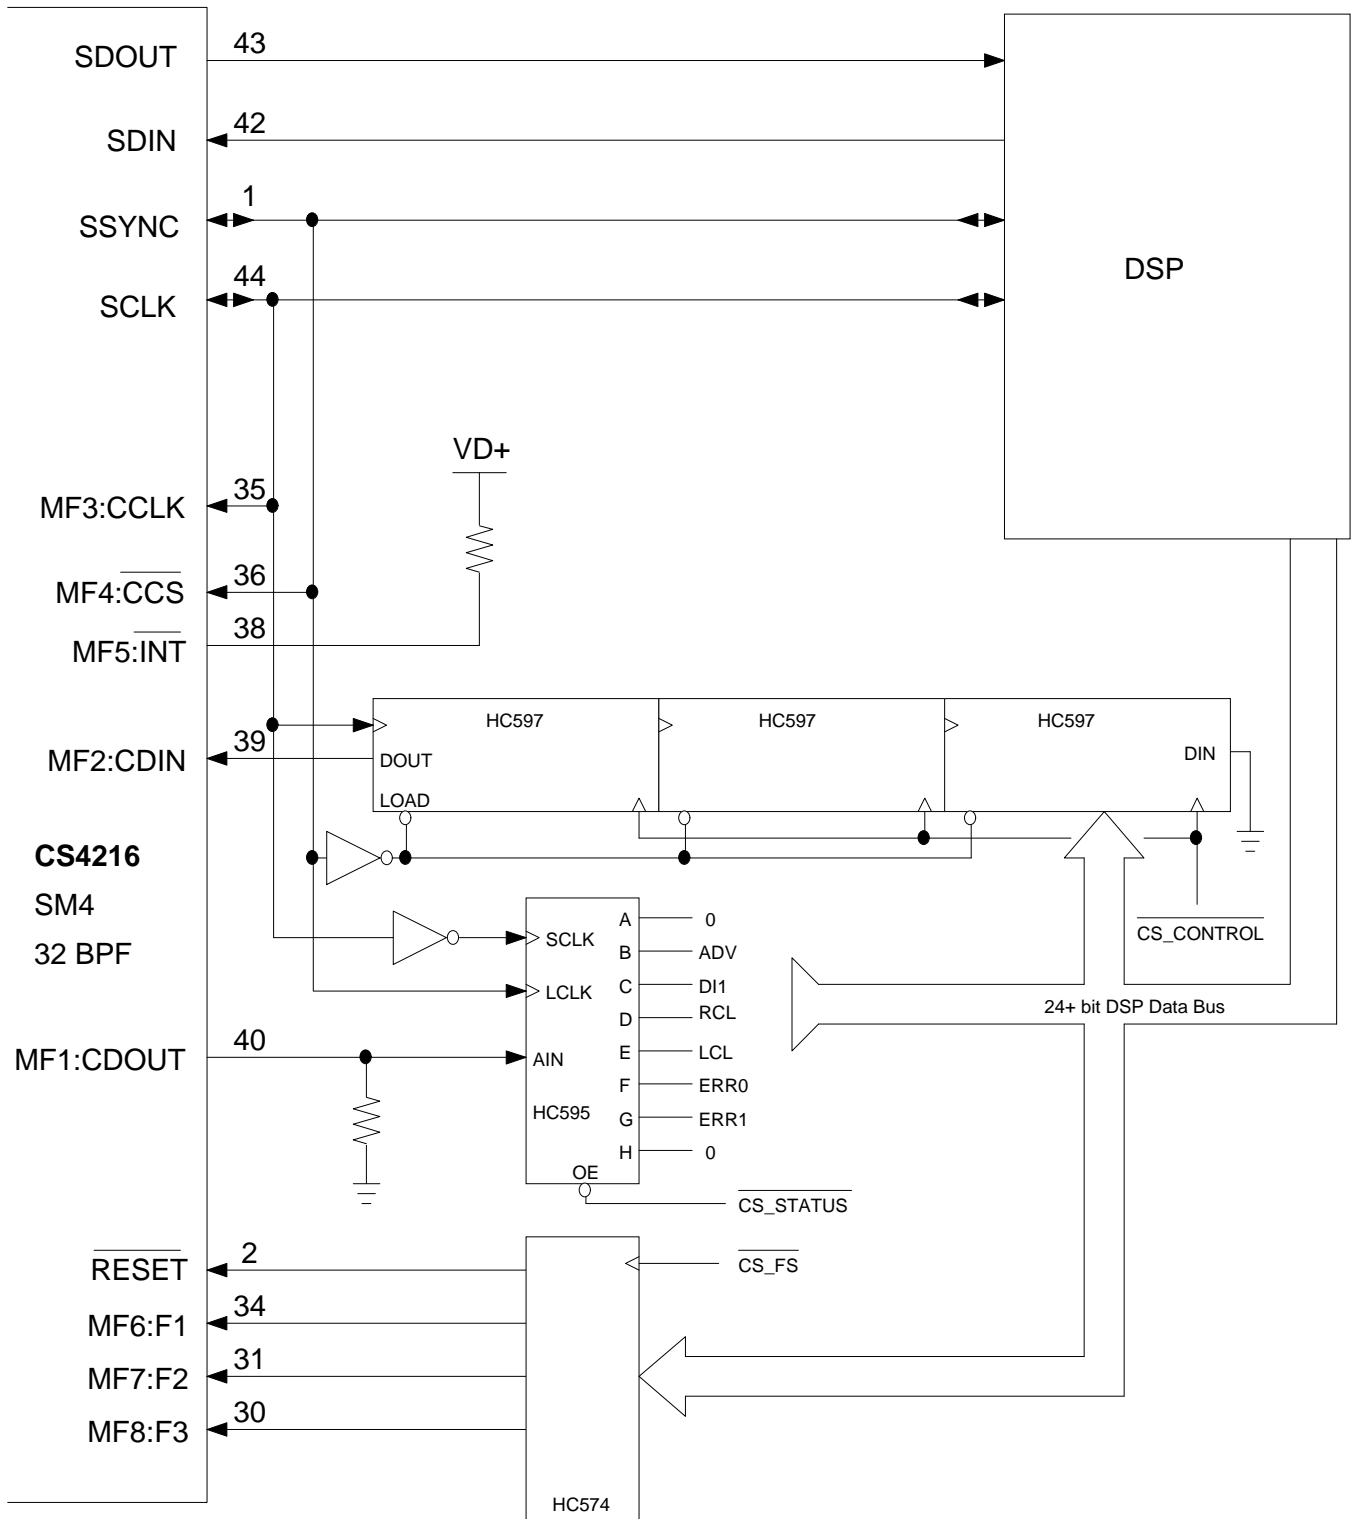 SDOUT 43
SDIN 42
SSYNC 1
SCLK 44
DSP
VD+
MF3:CCLK 35
MF4:CCS 36
MF5:INT 38
HC597 HC597 HC597
MF2:CDIN 39
DOUT
DIN
LOAD
CS4216
SM4
32 BPF
CS_CONTROL
SCLK
LCLK
AIN
HC595
OE
A 0
B ADV
C DI1
D RCL
E LCL
F ERR0
G ERR1
H 0
24+ bit DSP Data Bus
MF1:CDOUT 40
CS_STATUS
RESET 2
CS_FS
MF6:F1 34
MF7:F2 31
MF8:F3 30
HC574